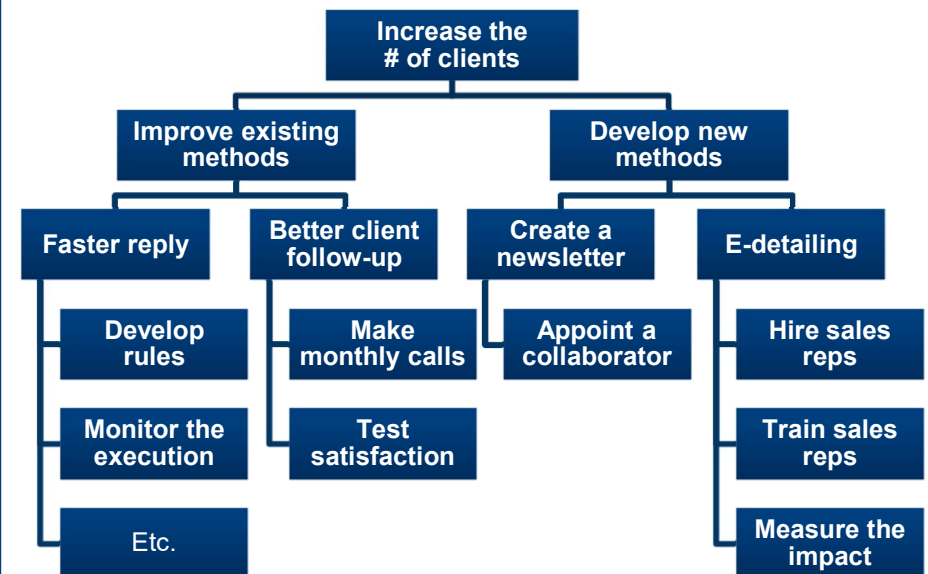 Increase the
# of clients
Improve existing
methods
Develop new
methods
Faster reply
Better client
follow-up
Create a
newsletter
E-detailing
Develop
rules
Make
monthly calls
Appoint a
collaborator
Hire sales
reps
Monitor the
execution
Test
satisfaction
Train sales
reps
Etc.
Measure the
impact